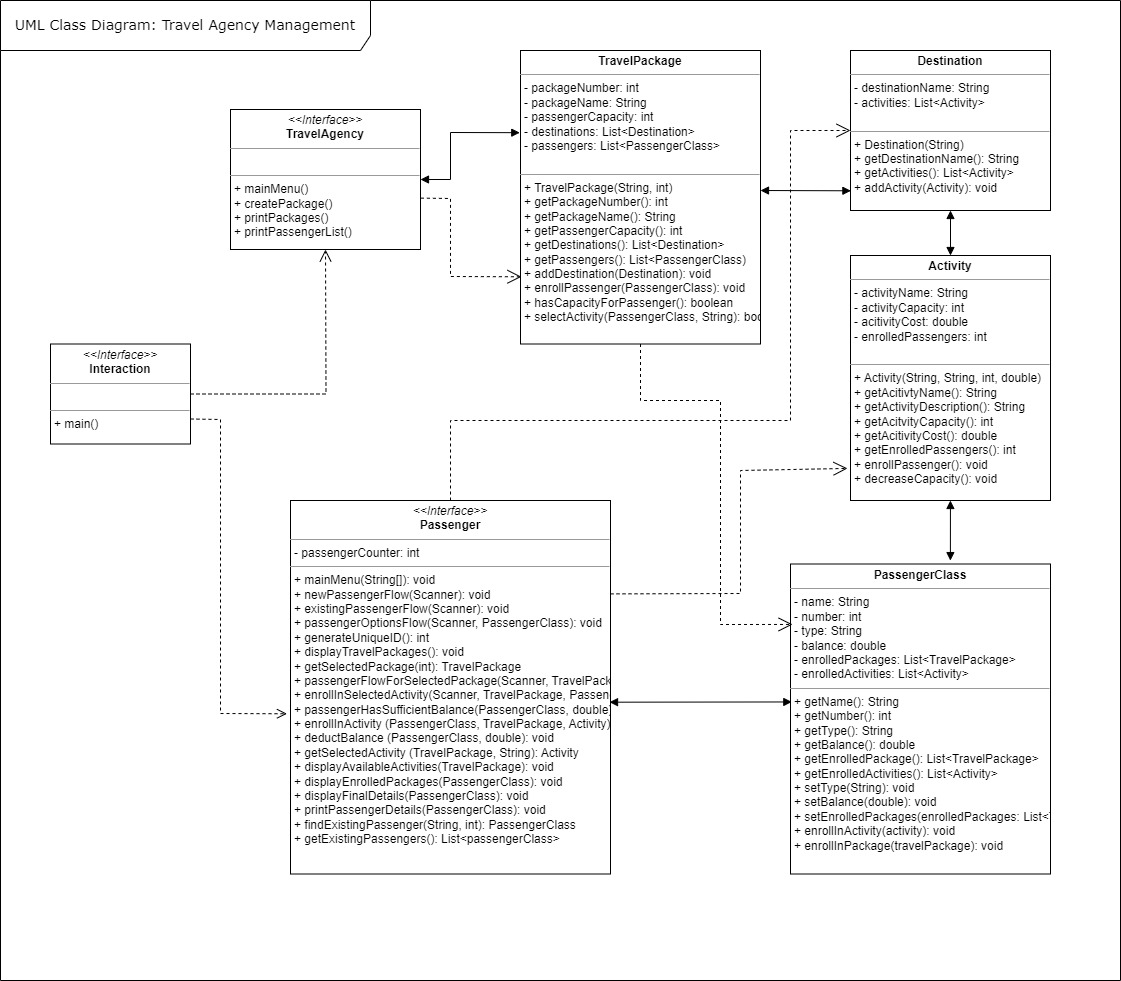 UML Class Diagram: Travel Agency Management
<<Interface>>
TravelAgency
+ mainMenu()
+ createPackage()
+ printPackages()
+ printPassengerList()
TravelPackage
- packageNumber: int
- packageName: String
- passengerCapacity: int
- destinations: List<Destination>
- passengers: List<PassengerClass>
+ TravelPackage(String, int)
+ getPackageNumber(): int
+ getPackageName(): String
+ getPassengerCapacity(): int
+ getDestinations(): List<Destination>
+ getPassengers(): List<PassengerClass)
+ addDestination(Destination): void
+ enrollPassenger(PassengerClass): void
+ hasCapacityForPassenger(): boolean
+ selectActivity(PassengerClass, String): boo
Destination
- destinationName: String
- activities: List<Activity>
+ Destination(String)
+ getDestinationName(): String
+ getActivities(): List<Activity>
+ addActivity(Activity): void
Activity
- activityName: String
- activityCapacity: int
- acitivityCost: double
- enrolledPassengers: int
+ Activity(String, String, int, double)
+ getAcitivtyName(): String
+ getActivityDescription(): String
+ getActivityCapacity(): int
+ getAcitivityCost(): double
+ getEnrolledPassengers(): int
+ enrollPassenger(): void
+ decreaseCapacity(): void
<<Interface>>
Interaction
+ main()
<<Interface>>
Passenger
- passengerCounter: int
+ mainMenu(String[]): void
+ newPassengerFlow(Scanner): void
+ existingPassengerFlow(Scanner): void
+ passengerOptionsFlow(Scanner, PassengerClass): void
+ generateUniqueID(): int
+ displayTravelPackages(): void
+ getSelectedPackage(int): TravelPackage
+ passengerFlowForSelectedPackage(Scanner, TravelPack
+ enrollInSelectedActivity(Scanner, TravelPackage, Passen
+ passengerHasSufficientBalance(PassengerClass, double
+ enrollInActivity (PassengerClass, TravelPackage, Activity)
+ deductBalance (PassengerClass, double): void
+ getSelectedActivity (TravelPackage, String): Activity
+ displayAvailableActivities(TravelPackage): void
+ displayEnrolledPackages(PassengerClass): void
+ displayFinalDetails(PassengerClass): void
+ printPassengerDetails(PassengerClass): void
+ findExistingPassenger(String, int): PassengerClass
+ getExistingPassengers(): List<passengerClass>
PassengerClass
- name: String
- number: int
- type: String
- balance: double
- enrolledPackages: List<TravelPackage>
- enrolledActivities: List<Activity>
+ getName(): String
+ getNumber(): int
+ getType(): String
+ getBalance(): double
+ getEnrolledPackage(): List<TravelPackage>
+ getEnrolledActivities(): List<Activity>
+ setType(String): void
+ setBalance(double): void
+ setEnrolledPackages(enrolledPackages: List<
+ enrollInActivity(activity): void
+ enrollInPackage(travelPackage): void